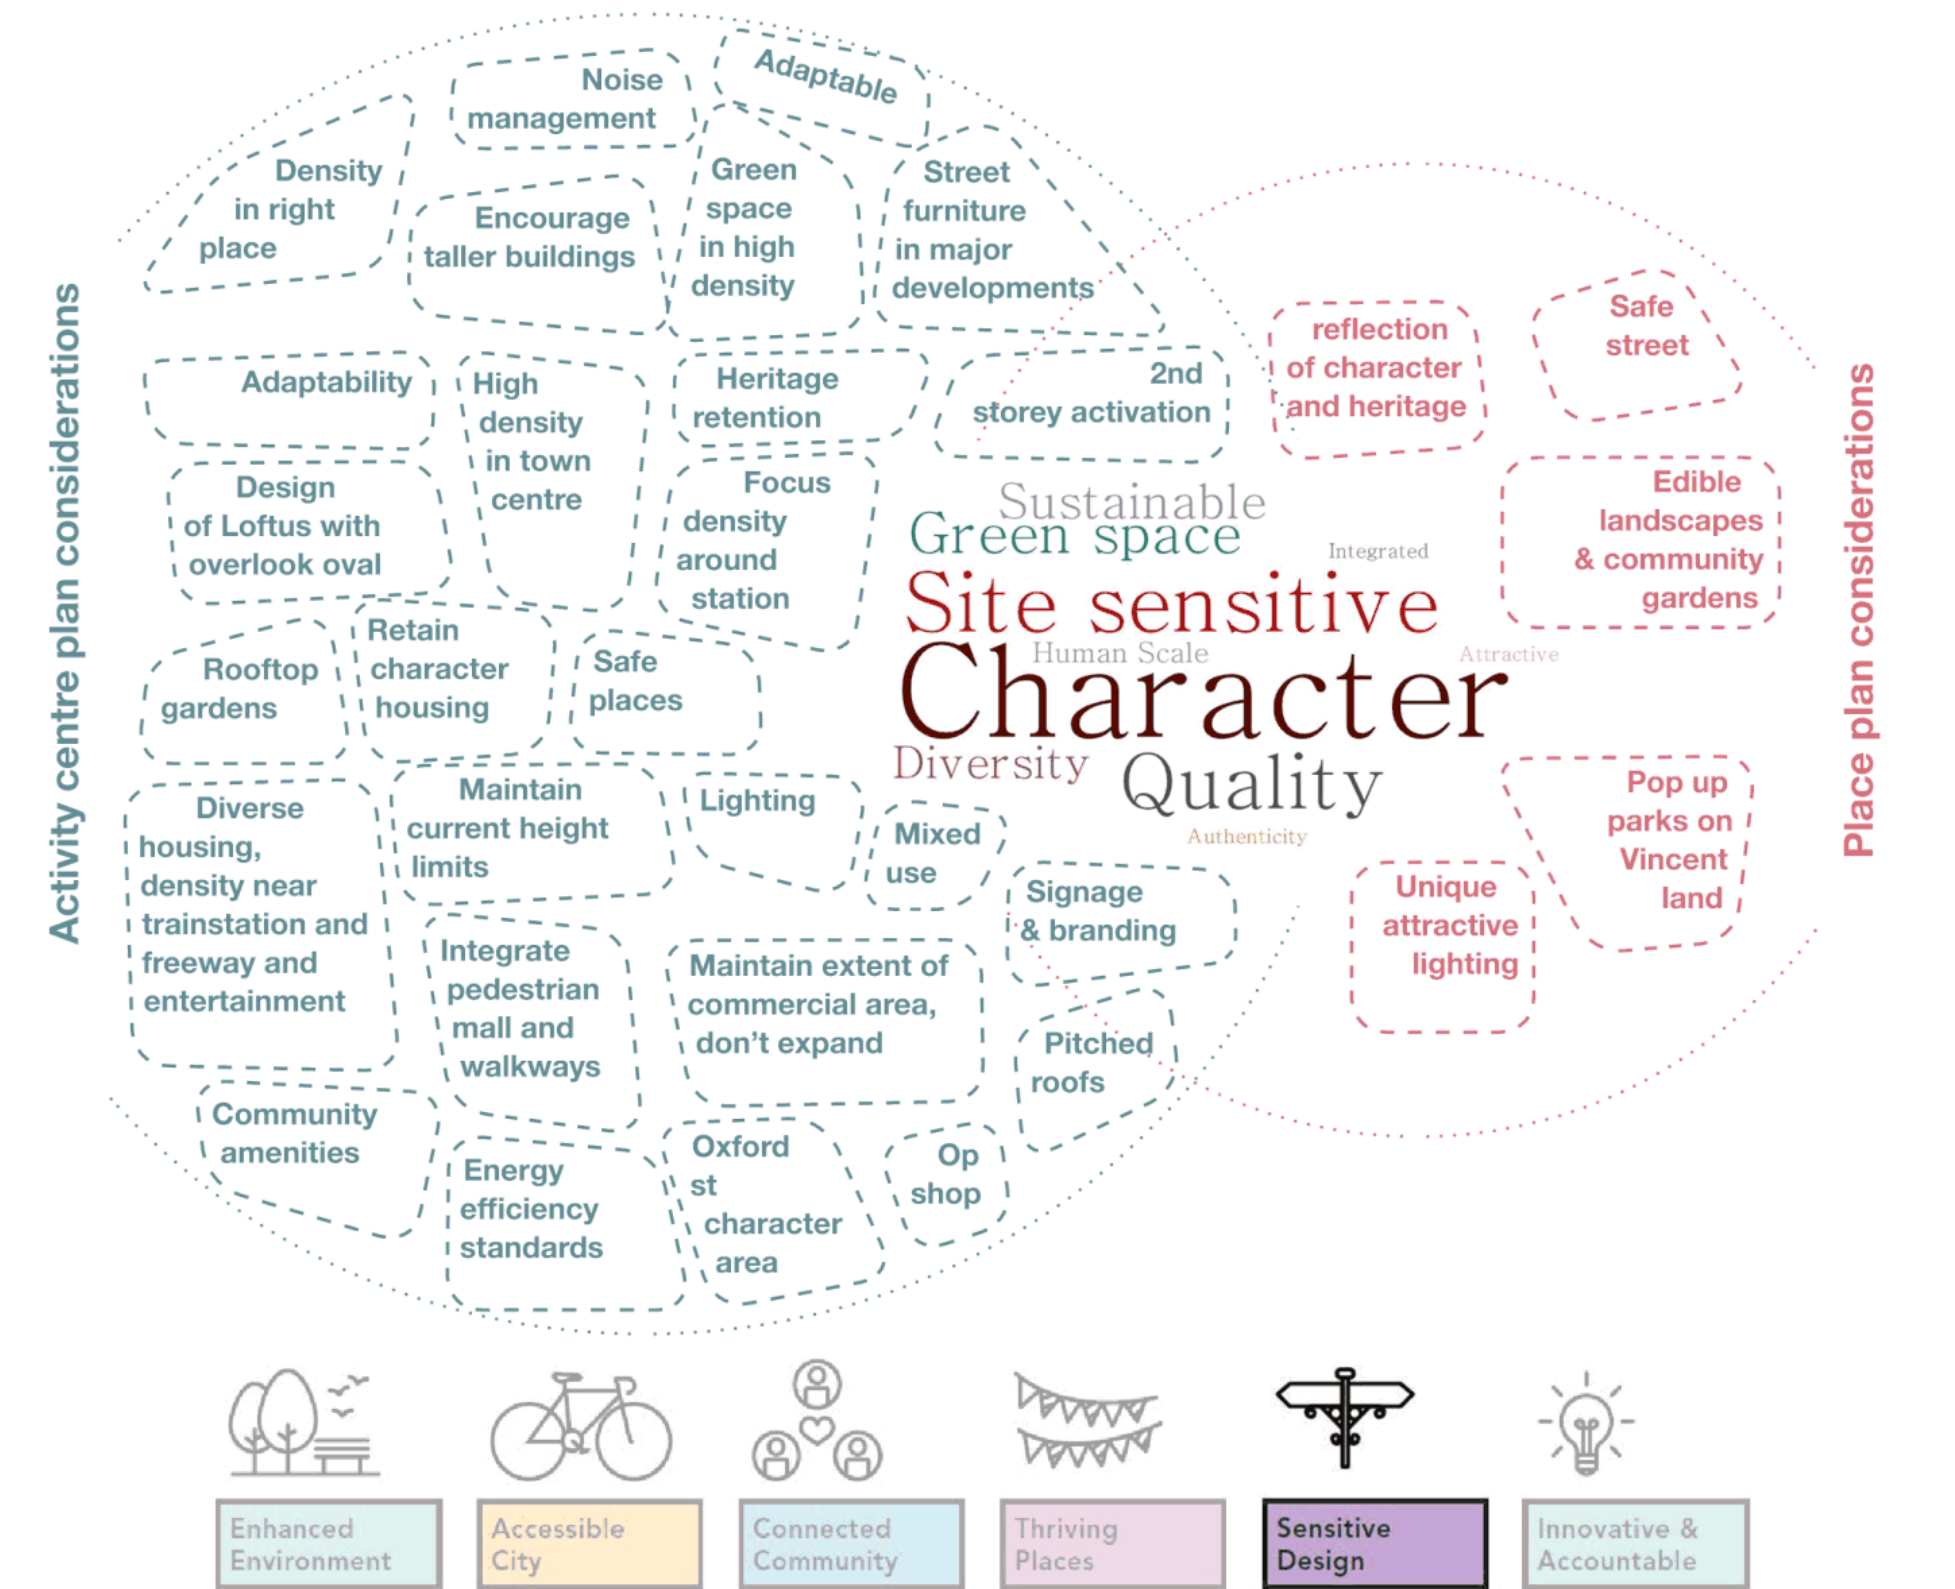 Activity centre plan considerations
Noise
management
Adaptable
Density
in right
place
Encourage
taller buildings
Green
space
in high
density
Street
furniture
in major
developments
Adaptability
High
density
in town
centre
Heritage
retention
2nd
storey activation
Design
of Loftus with
overlook oval
Focus
density
around
station
Rooftop
gardens
Retain
character
housing
Safe
places
Diverse
housing,
density near
trainstation and
freeway and
entertainment
Maintain
current height
limits
Lighting
Mixed
use
Signage
& branding
Integrate
pedestrian
mall and
walkways
Maintain extent of
commercial area,
don't expand
Pitched
roofs
Community
amenities
Energy
efficiency
standards
Oxford
st
character
area
Op
shop
Sustainable
Green space
Integrated
Site sensitive
Human Scale
Attractive
Character
Diversity
Quality
Authenticity
reflection
of character
and heritage
Safe
street
Edible
landscapes
& community
gardens
Pop up
parks on
Vincent
land
Unique
attractive
lighting
Place plan considerations
Enhanced
Environment
Accessible
City
Connected
Community
Thriving
Places
Sensitive
Design
Innovative &
Accountable